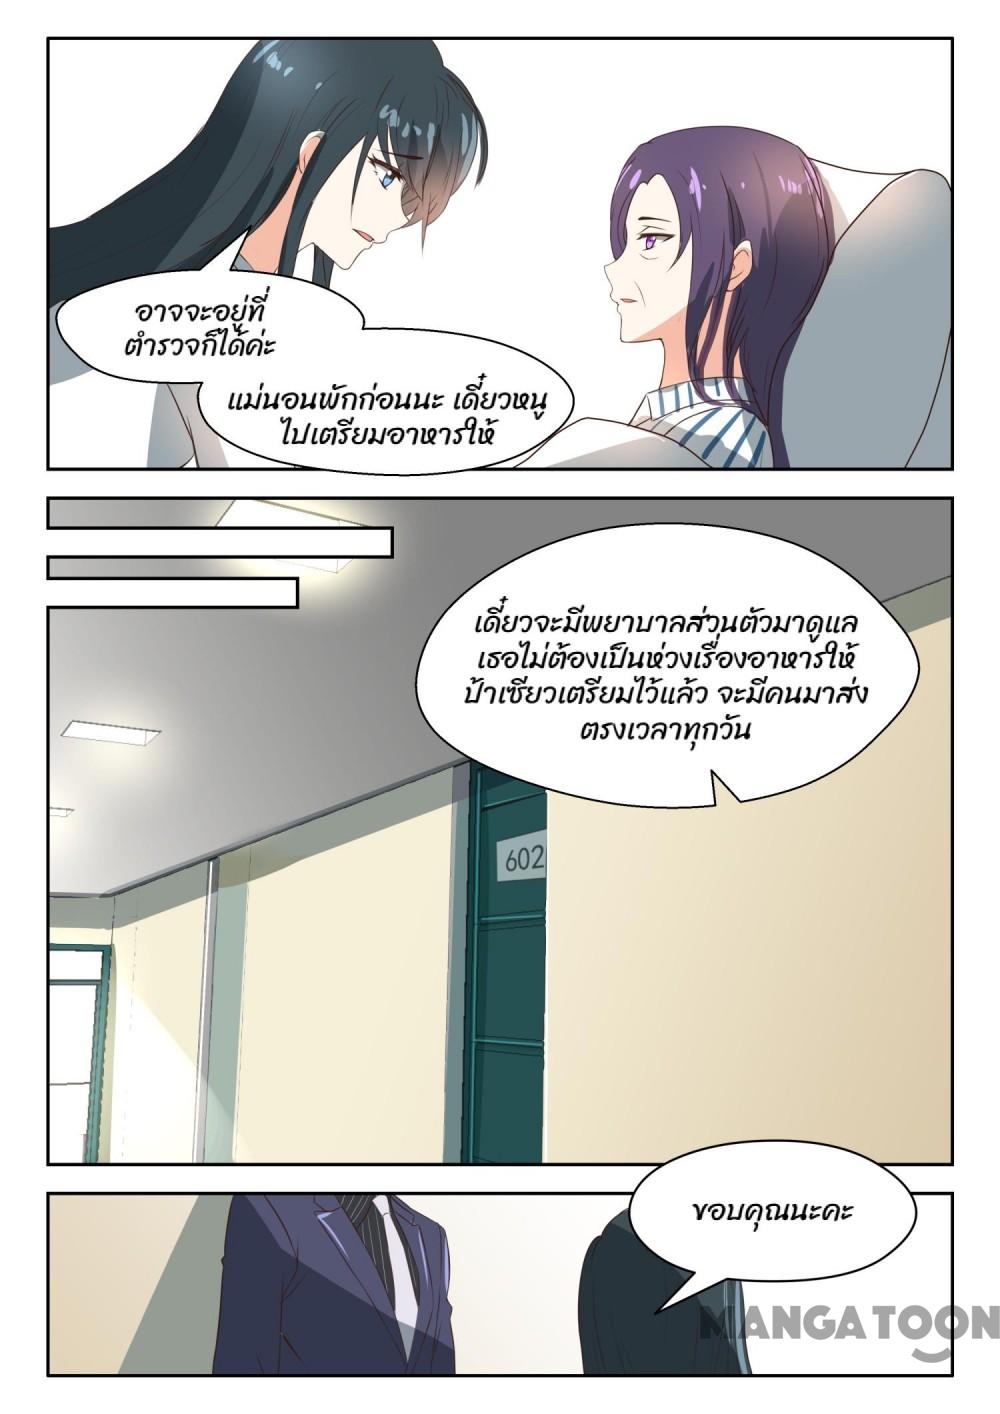 อาจจะอยู่ที่
ตำรวจก็ได้ค่ะ
แม่นอนพักก่อนนะ เดี๋ยวหนู
ไปเตรียมอาหารให้
เดี๋ยวจะมีพยาบาลส่วนตัวมาดูแล
เธอไม่ต้องเป็นห่วงเรื่องอาหารให้
ป้าเซียวเตรียมไว้แล้ว จะมีคนมาส่ง
ตรงเวลาทุกวัน
602
ขอบคุณนะคะ
MANGATOON